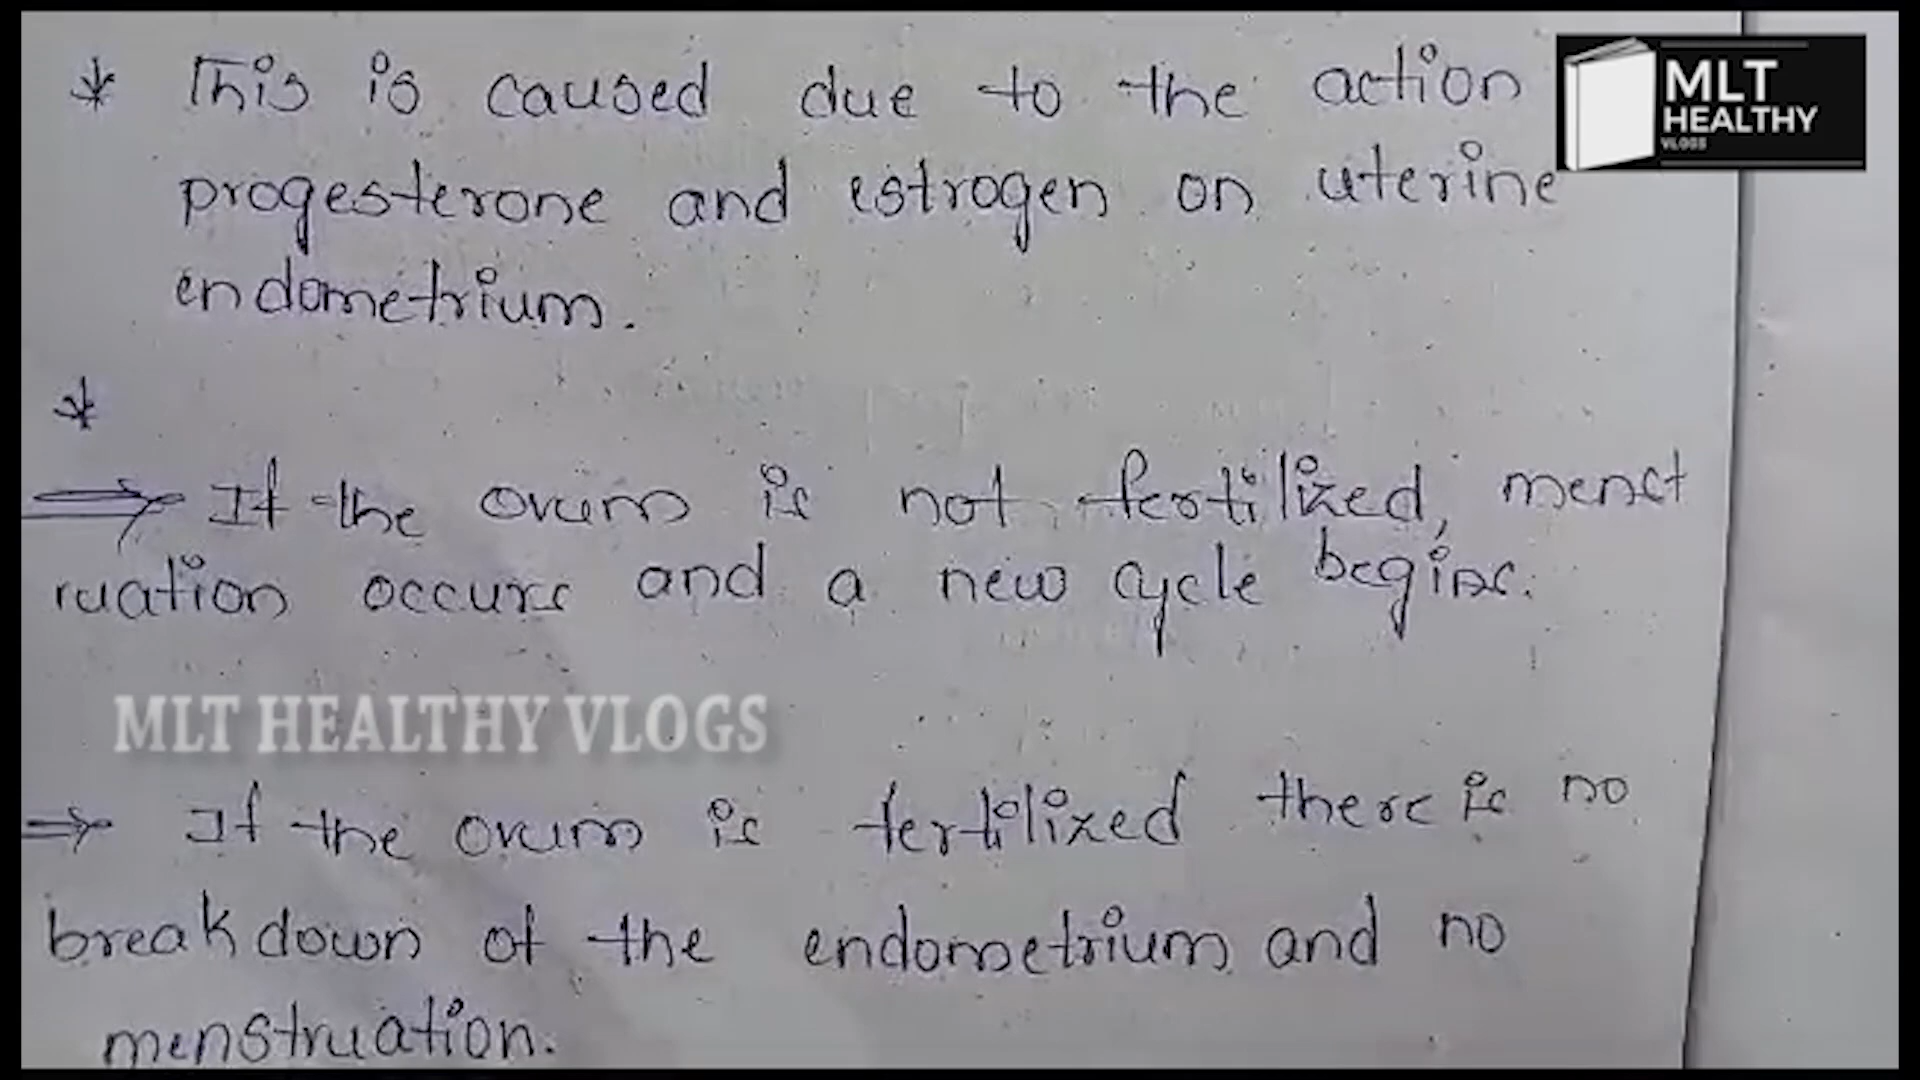 * This is caused due to the action
progesterone and estrogen on uterine
endometrium.
*
⇒ If the ovum is not fertilized, menst
ruation occurs and a new cycle begins.
⇒ If the ovum is fertilized there is no
breakdown of the endometrium and no
menstruation.
MLT
HEALTHY
VLOGS
MLT HEALTHY VLOGS